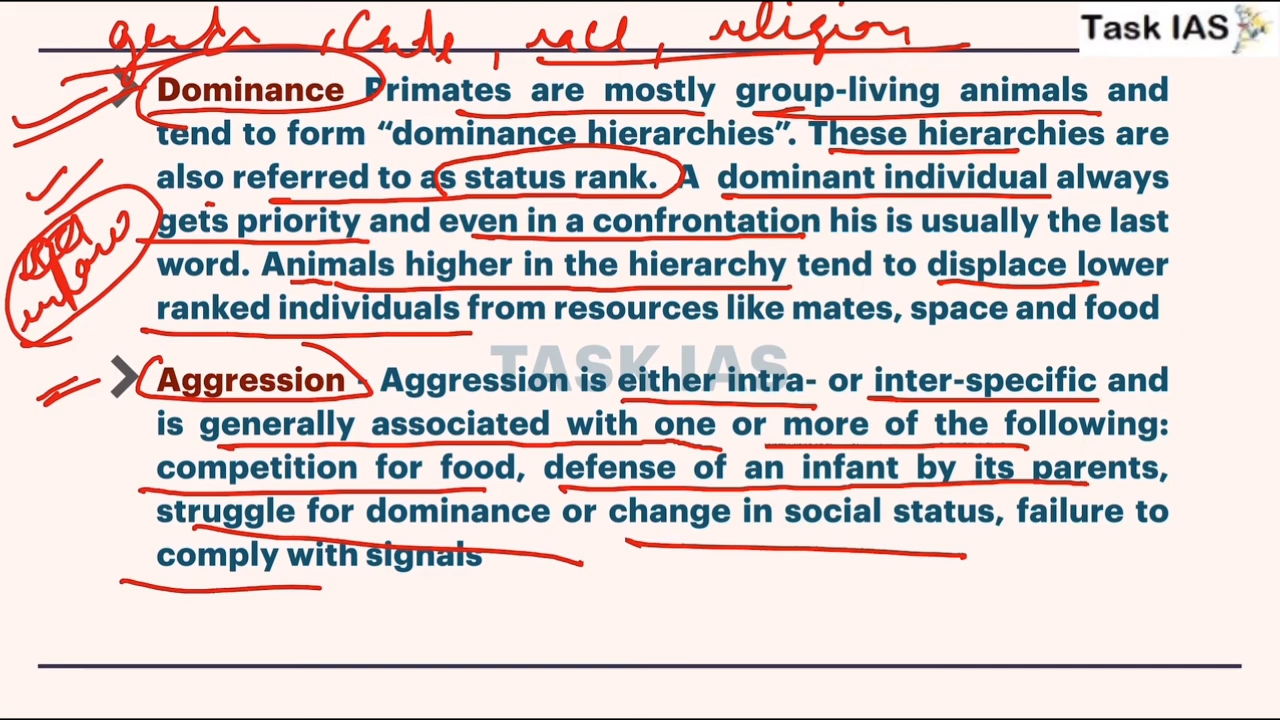 gender, Caste, race, religion
Task IAS
Dominance Primates are mostly group-living animals and
tend to form “dominance hierarchies”. These hierarchies are
also referred to as status rank. A dominant individual always
gets priority and even in a confrontation his is usually the last
word. Animals higher in the hierarchy tend to displace lower
ranked individuals from resources like mates, space and food
TASK IAS
Aggression - Aggression is either intra- or inter-specific and
is generally associated with one or more of the following:
competition for food, defense of an infant by its parents,
struggle for dominance or change in social status, failure to
comply with signals